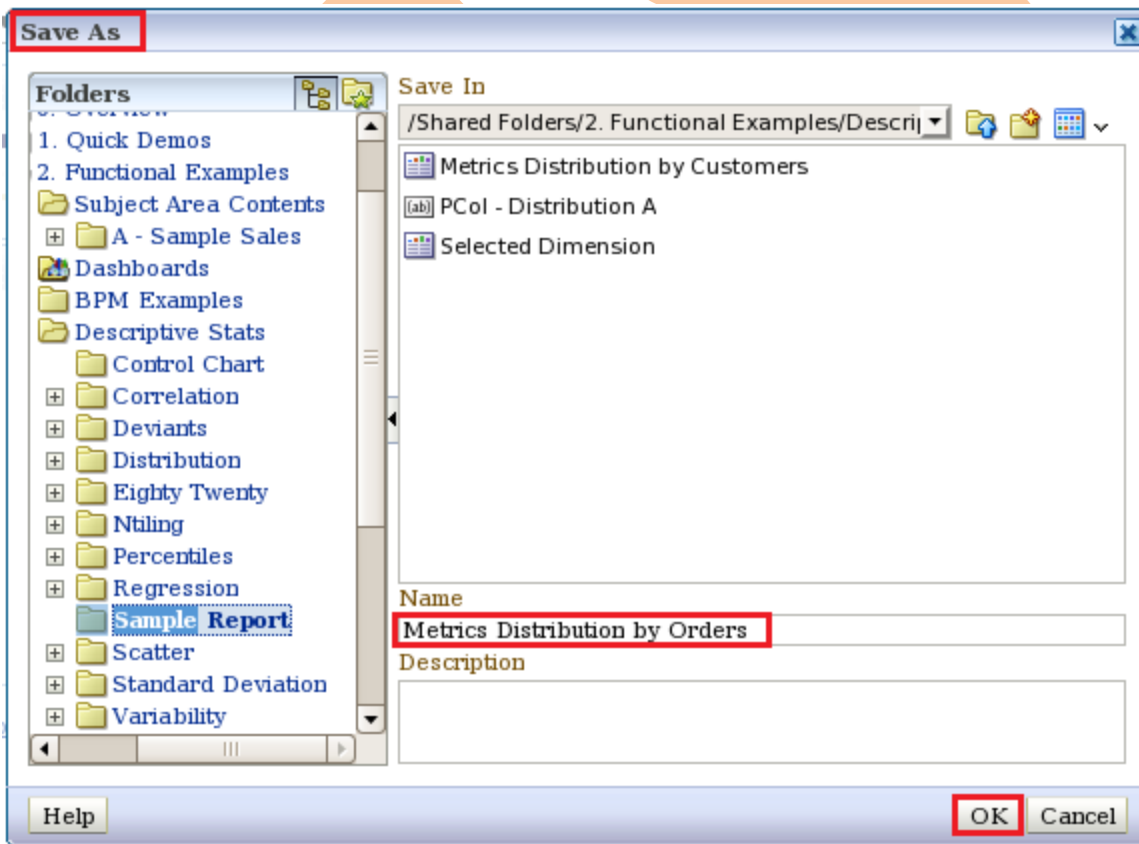 Save As
Folders
1. Quick Demos
2. Functional Examples
Subject Area Contents
A - Sample Sales
Dashboards
BPM Examples
Descriptive Stats
Control Chart
Correlation
Deviants
Distribution
Eighty Twenty
Ntiling
Percentiles
Regression
Sample Report
Scatter
Standard Deviation
Variability
Save In
/Shared Folders/2. Functional Examples/Descrip
Metrics Distribution by Customers
(ab) PCol - Distribution A
Selected Dimension
Name
Metrics Distribution by Orders
Description
Help
OK
Cancel